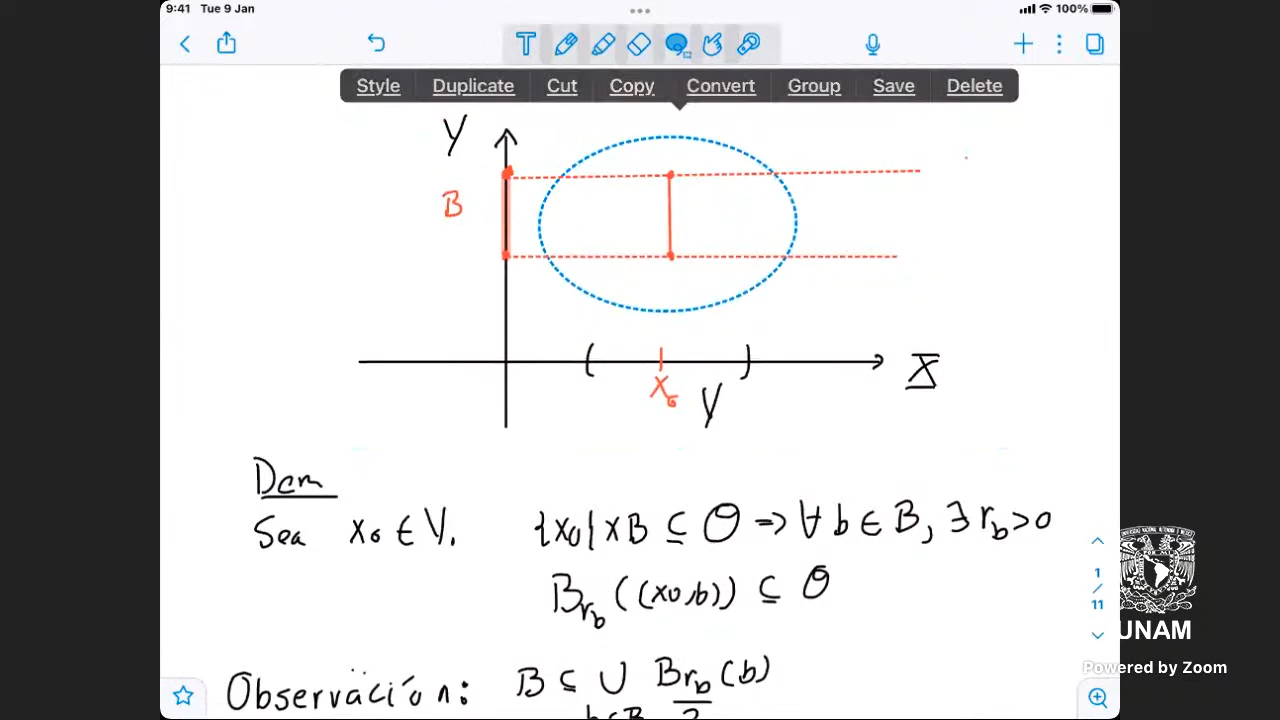 9:41 Tue 9 Jan 100%
Style Duplicate Cut Copy Convert Group Save Delete
Y
B
X
x₀
V
Dem
Sea x₀ ∈ V. {x₀} × B ⊆ O ⇒ ∀ b ∈ B, ∃ r_b > 0
B_{r_b}((x₀,b)) ⊆ O
1
/
11
UNAM
Powered by Zoom
Observación: B ⊆ ∪ B_{r_b/2}(b)
b∈B